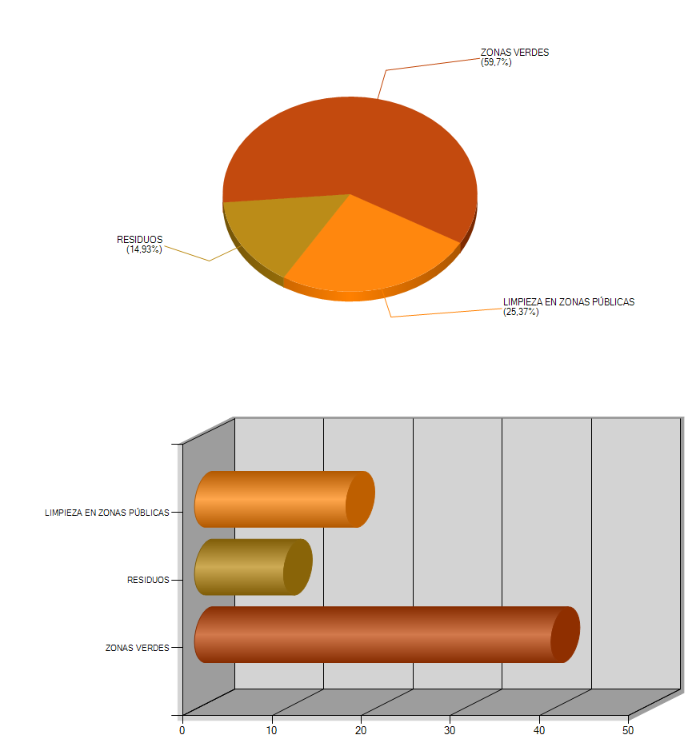 ZONAS VERDES
(59,7%)
RESIDUOS
(14,93%)
LIMPIEZA EN ZONAS PÚBLICAS
(25,37%)
LIMPIEZA EN ZONAS PÚBLICAS
RESIDUOS
ZONAS VERDES
0 10 20 30 40 50